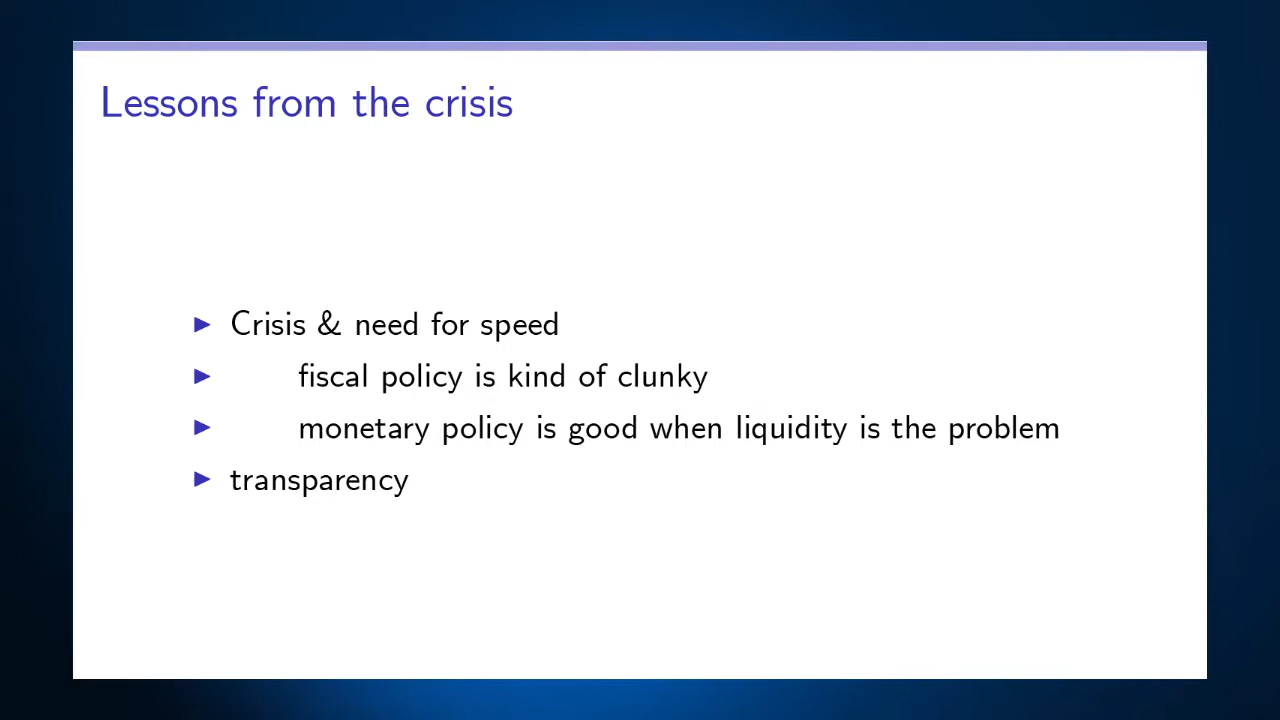 Lessons from the crisis
▶ Crisis & need for speed
▶ fiscal policy is kind of clunky
▶ monetary policy is good when liquidity is the problem
▶ transparency